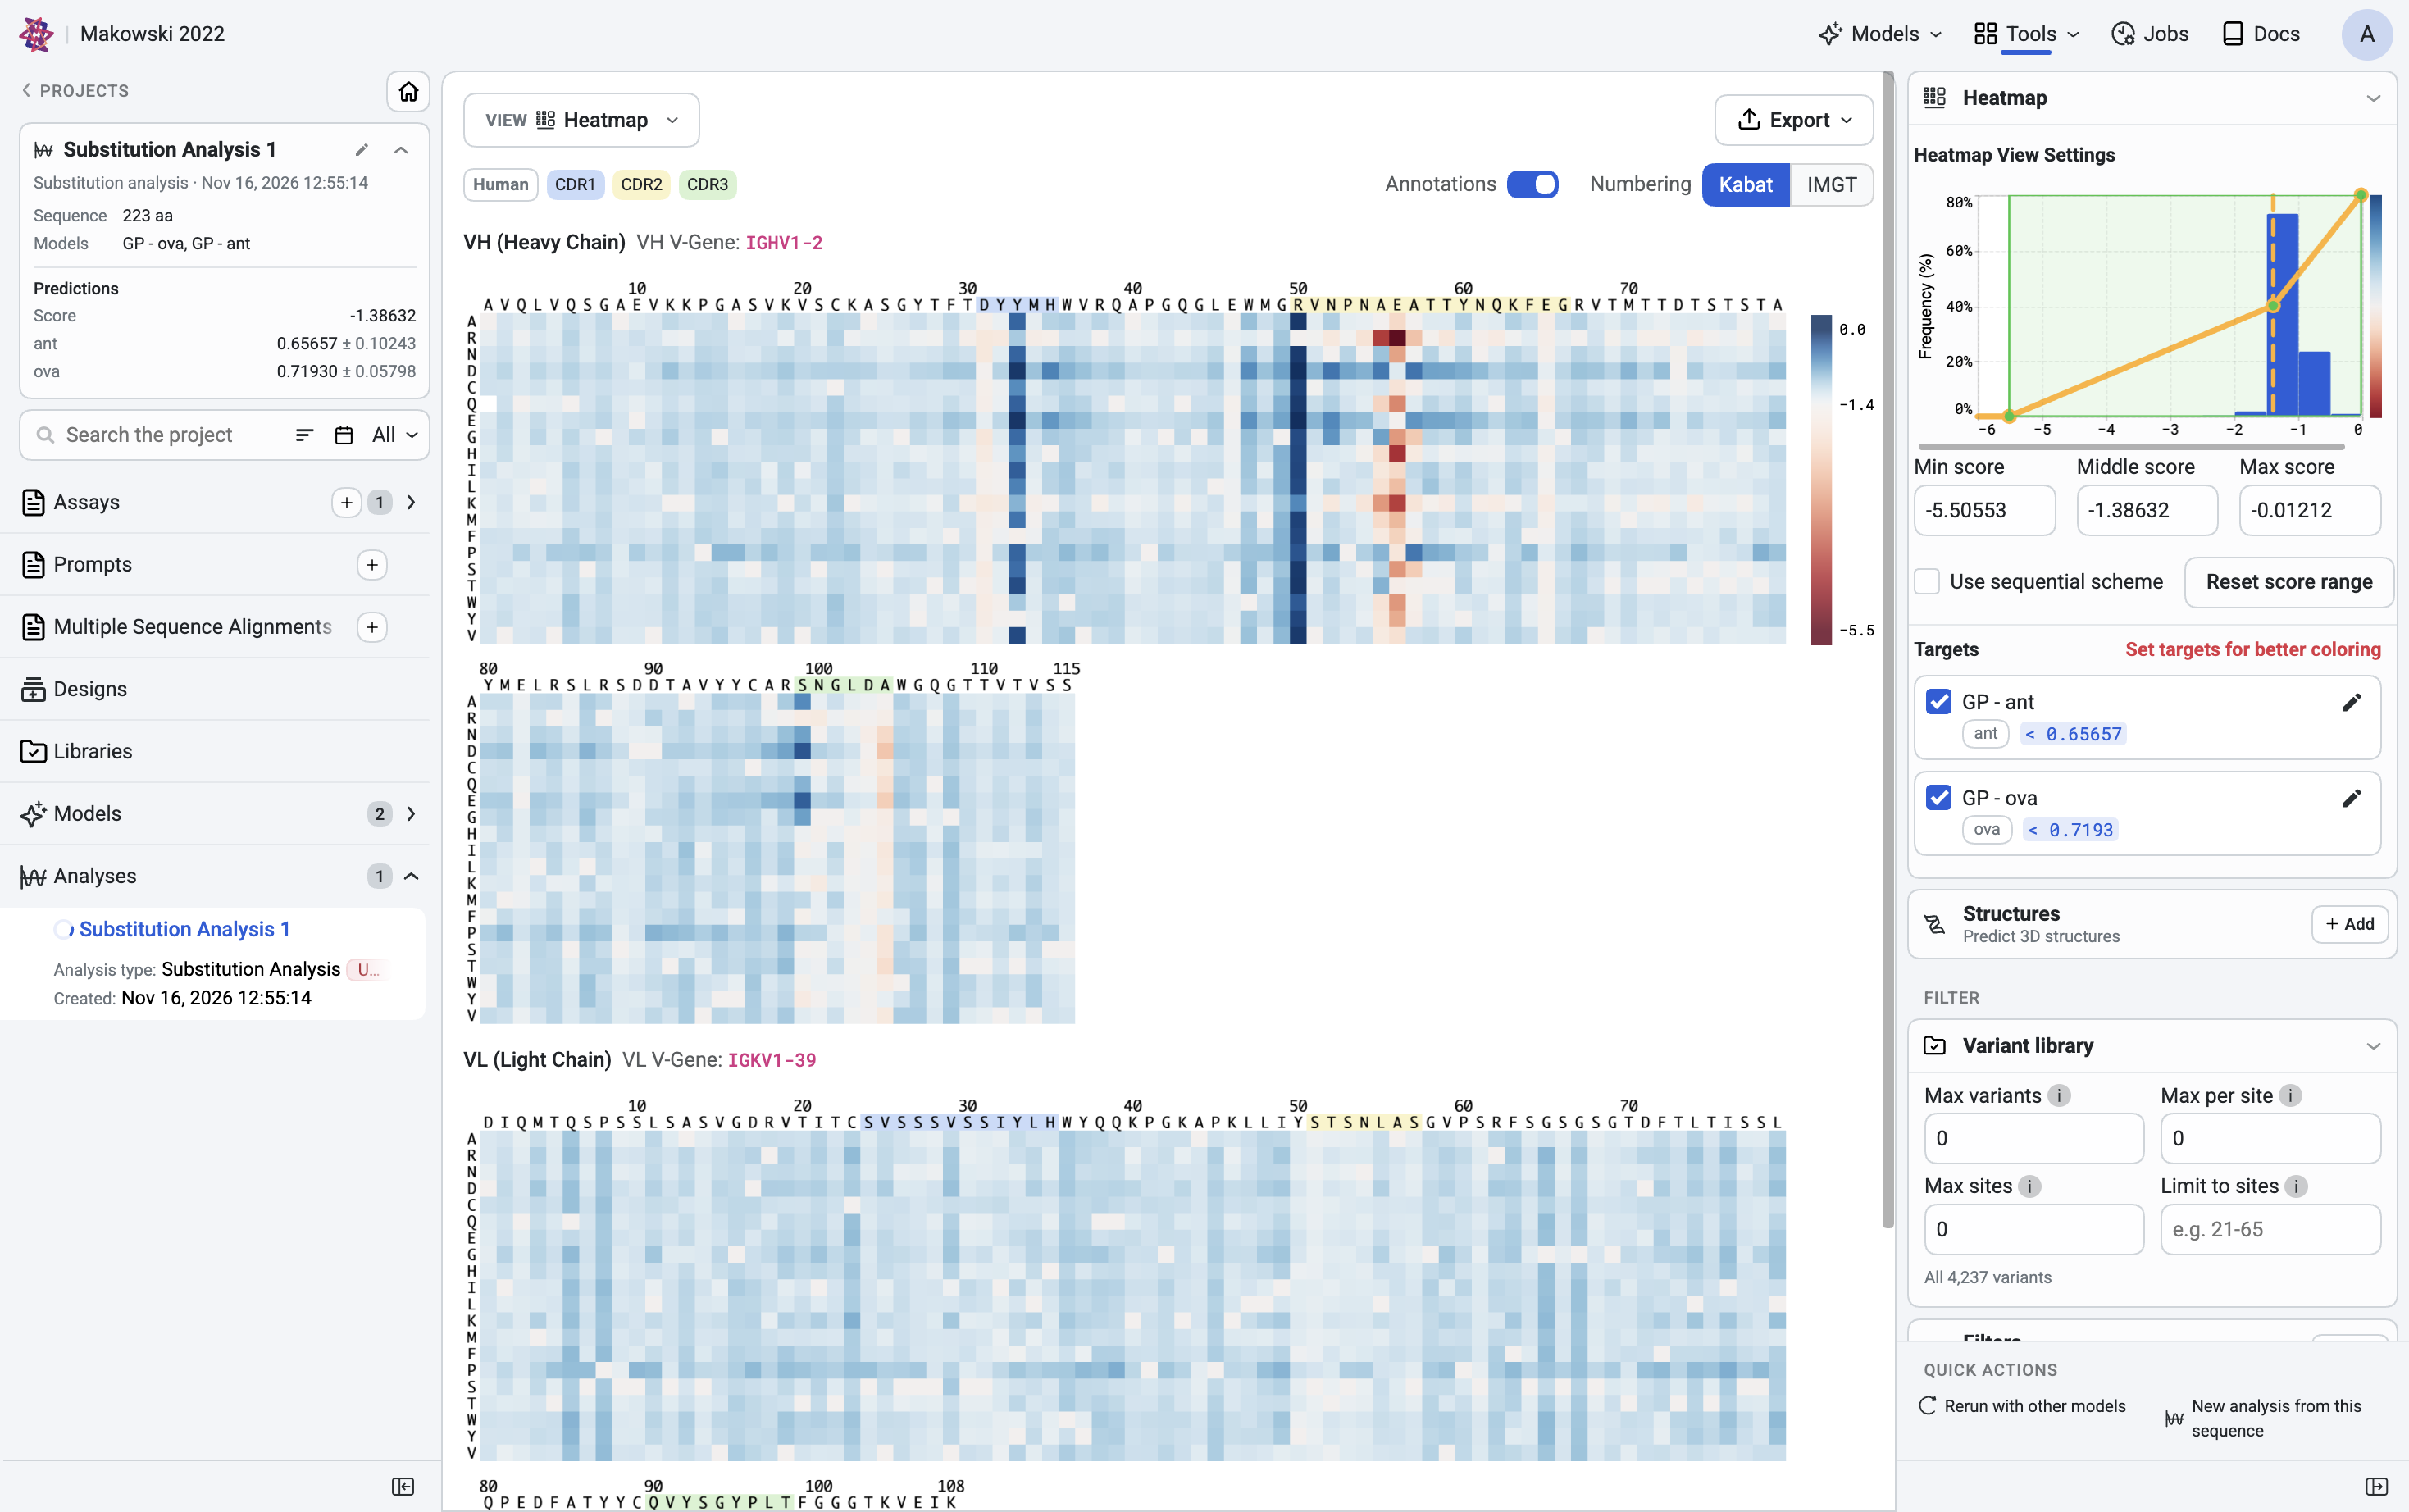 Makowski 2022
Models
Tools
Jobs
Docs
A
PROJECTS
Substitution Analysis 1
Substitution analysis · Nov 16, 2026 12:55:14
Sequence 223 aa
Models GP - ova, GP - ant
Predictions
Score -1.38632
ant 0.65657 ± 0.10243
ova 0.71930 ± 0.05798
Search the project All
Assays 1
Prompts
Multiple Sequence Alignments
Designs
Libraries
Models 2
Analyses 1
Substitution Analysis 1
Analysis type: Substitution Analysis U...
Created: Nov 16, 2026 12:55:14
VIEW Heatmap
Export
Human CDR1 CDR2 CDR3
Annotations Numbering Kabat IMGT
VH (Heavy Chain) VH V-Gene: IGHV1-2
10 20 30 40 50 60 70
A V Q L V Q S G A E V K K P G A S V K V S C K A S G Y T F T D Y Y M H W V R Q A P G Q G L E W M G R V N P N A E A T T Y N Q K F E G R V T M T T D T S T S T A
A
R
N
D
C
Q
E
G
H
I
L
K
M
F
P
S
T
W
Y
V
0.0
-1.4
-5.5
80 90 100 110 115
Y M E L R S L R S D D T A V Y Y C A R S N G L D A W G Q G T T V T V S S
A
R
N
D
C
Q
E
G
H
I
L
K
M
F
P
S
T
W
Y
V
VL (Light Chain) VL V-Gene: IGKV1-39
10 20 30 40 50 60 70
D I Q M T Q S P S S L S A S V G D R V T I T C S V S S S V S S I Y L H W Y Q Q K P G K A P K L L I Y S T S N L A S G V P S R F S G S G S G T D F T L T I S S L
A
R
N
D
C
Q
E
G
H
I
L
K
M
F
P
S
T
W
Y
V
80 90 100 108
Q P E D F A T Y Y C Q V Y S G Y P L T F G G G T K V E I K
Heatmap
Heatmap View Settings
Frequency (%)
80%
60%
40%
20%
0%
-6 -5 -4 -3 -2 -1 0
Min score Middle score Max score
-5.50553 -1.38632 -0.01212
Use sequential scheme Reset score range
Targets Set targets for better coloring
GP - ant
ant < 0.65657
GP - ova
ova < 0.7193
Structures
Predict 3D structures
+ Add
FILTER
Variant library
Max variants i Max per site i
0 0
Max sites i Limit to sites i
0 e.g. 21-65
All 4,237 variants
Filters
QUICK ACTIONS
Rerun with other models
New analysis from this
sequence